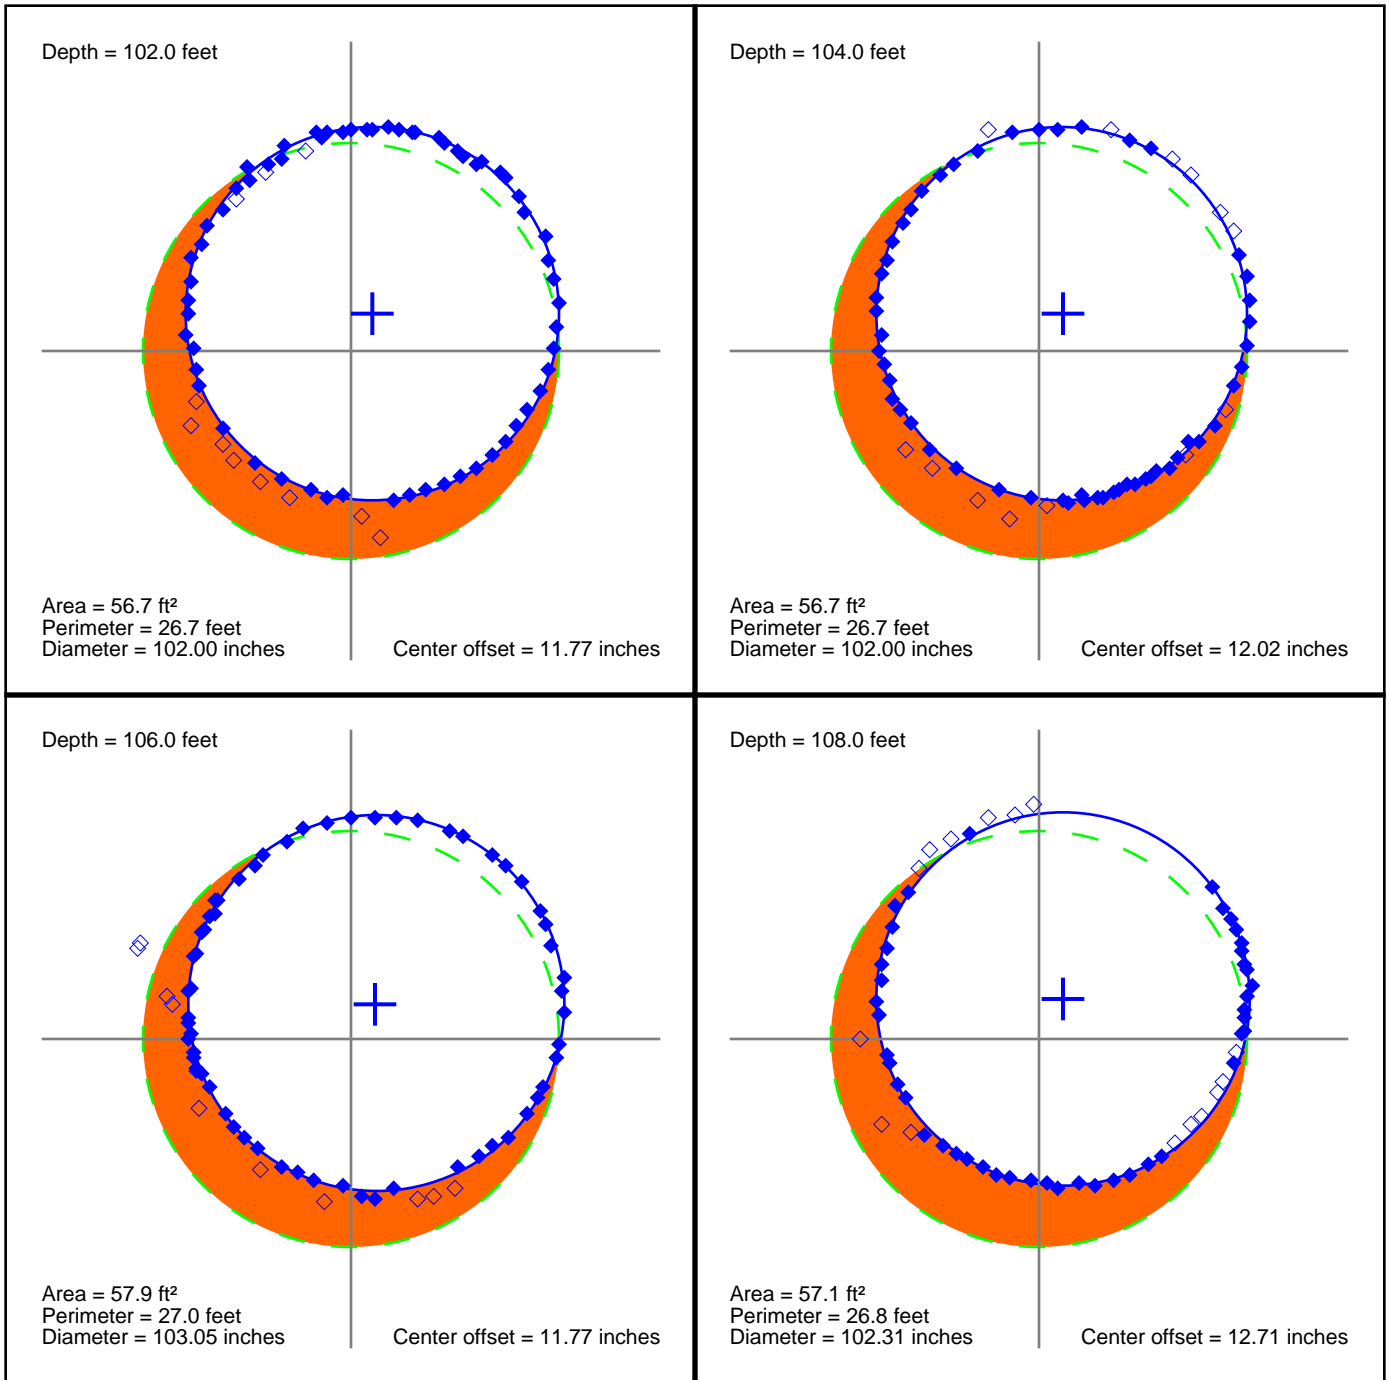 Depth = 102.0 feet
Area = 56.7 ft²
Perimeter = 26.7 feet
Diameter = 102.00 inches
Center offset = 11.77 inches
Depth = 104.0 feet
Area = 56.7 ft²
Perimeter = 26.7 feet
Diameter = 102.00 inches
Center offset = 12.02 inches
Depth = 106.0 feet
Area = 57.9 ft²
Perimeter = 27.0 feet
Diameter = 103.05 inches
Center offset = 11.77 inches
Depth = 108.0 feet
Area = 57.1 ft²
Perimeter = 26.8 feet
Diameter = 102.31 inches
Center offset = 12.71 inches